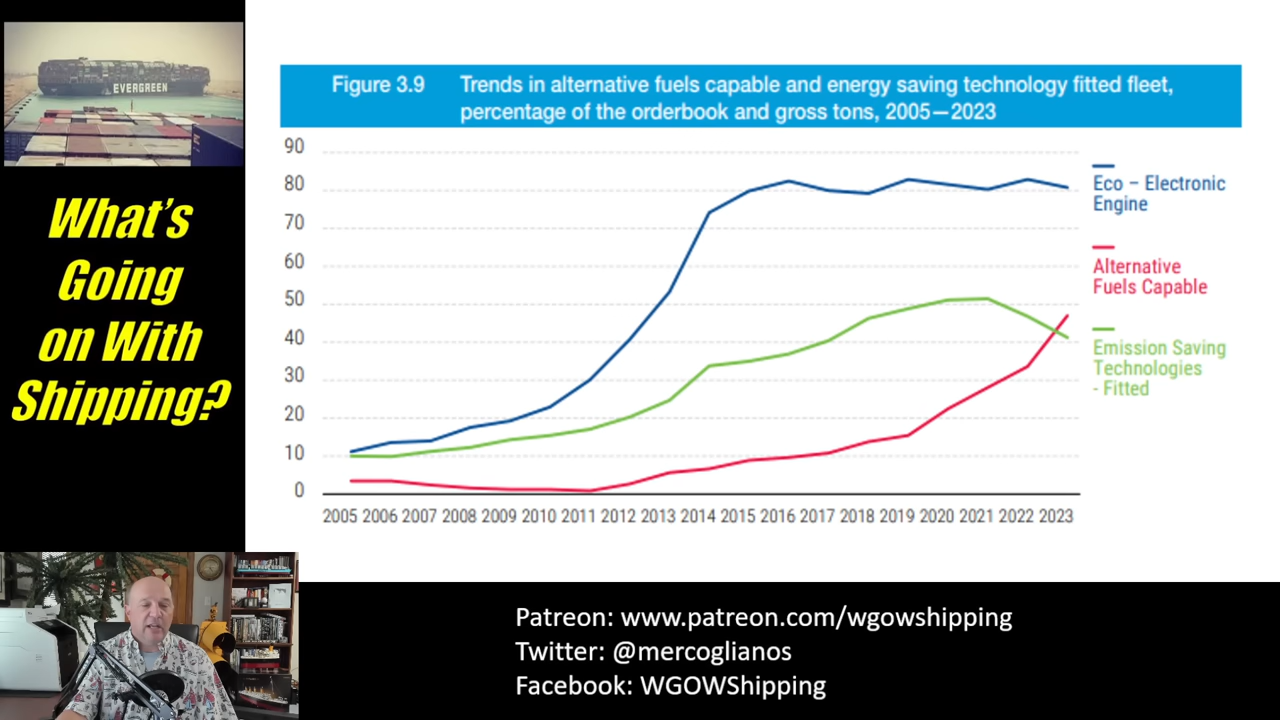 EVERGREEN
What's
Going
on With
Shipping?
Figure 3.9 Trends in alternative fuels capable and energy saving technology fitted fleet,
percentage of the orderbook and gross tons, 2005—2023
90
80
70
60
50
40
30
20
10
0
2005 2006 2007 2008 2009 2010 2011 2012 2013 2014 2015 2016 2017 2018 2019 2020 2021 2022 2023
Eco – Electronic
Engine
Alternative
Fuels Capable
Emission Saving
Technologies
- Fitted
Patreon: www.patreon.com/wgowshipping
Twitter: @mercoglianos
Facebook: WGOWShipping